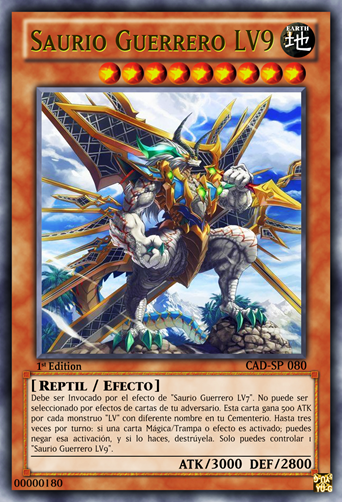 SAURIO GUERRERO LV9
EARTH
地
1st Edition
CAD-SP 080
[ REPTIL / EFECTO ]
Debe ser Invocado por el efecto de "Saurio Guerrero LV7". No puede ser
seleccionado por efectos de cartas de tu adversario. Esta carta gana 500 ATK
por cada monstruo "LV" con diferente nombre en tu Cementerio. Hasta tres
veces por turno: si una carta Mágica/Trampa o efecto es activado; puedes
negar esa activación, y si lo haces, destrúyela. Solo puedes controlar 1
"Saurio Guerrero LV9".
ATK/3000 DEF/2800
00000180